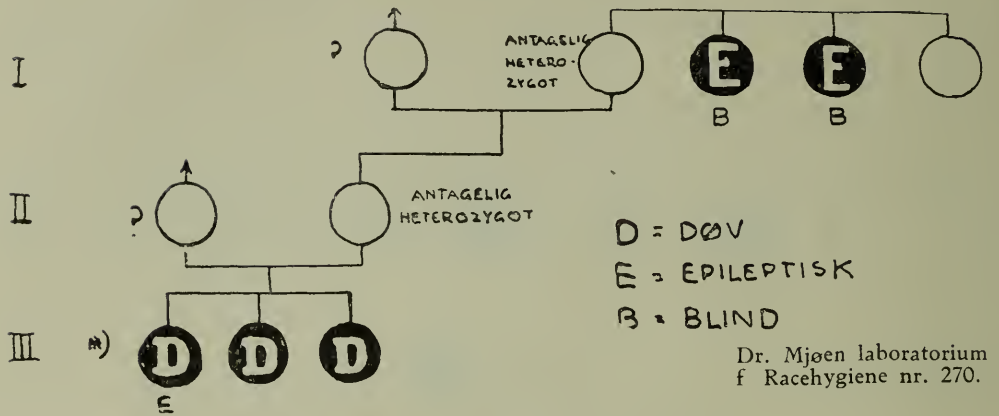 I
?
ANTAGELIG
HETERO-
ZYGOT
E
E
B
B
II
?
ANTAGELIG
HETEROZYGOT
D = DØV
E = EPILEPTISK
B = BLIND
III
*)
D
D
D
E
Dr. Mjøen laboratorium
f Racehygiene nr. 270.